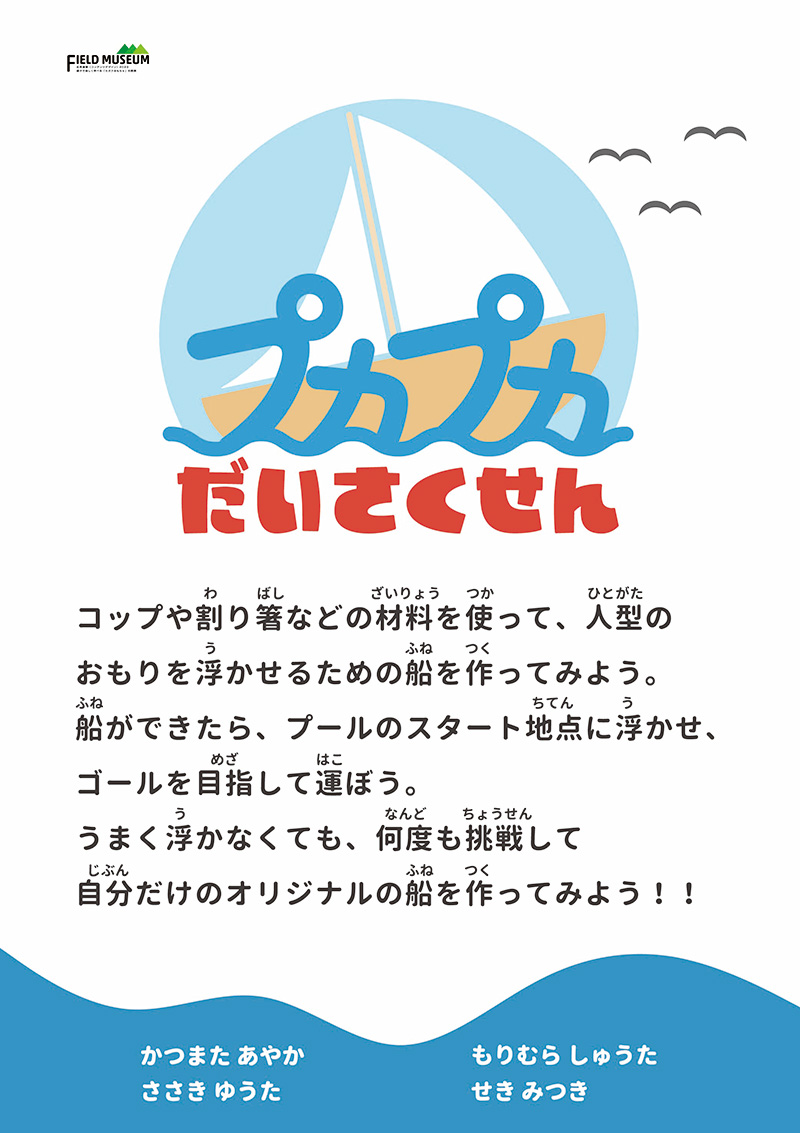 FIELD MUSEUM
プカプカ
だいさくせん
コップや割り箸などの材料を使って、人型の
おもりを浮かせるための船を作ってみよう。
船ができたら、プールのスタート地点に浮かせ、
ゴールを目指して運ぼう。
うまく浮かなくても、何度も挑戦して
自分だけのオリジナルの船を作ってみよう！！
かつまた あやか
ささき ゆうた
もりむら しゅうた
せき みつき